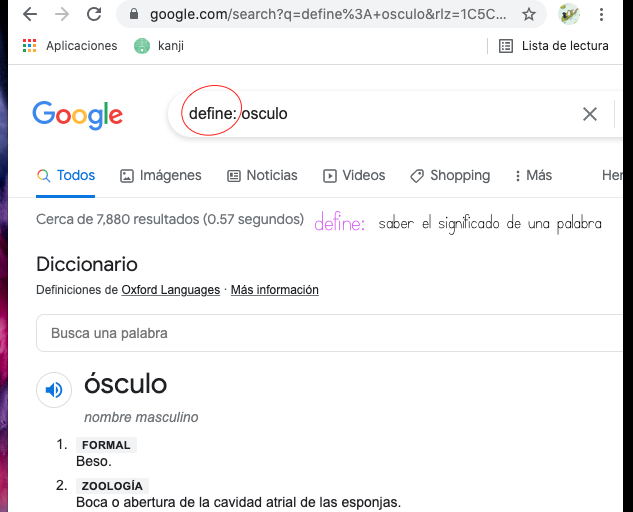 google.com/search?q=define%3A+osculo&rlz=1C5C...
Aplicaciones kanji Lista de lectura
Google define: osculo
Todos Imágenes Noticias Videos Shopping Más Her
Cerca de 7,880 resultados (0.57 segundos) define: saber el significado de una palabra
Diccionario
Definiciones de Oxford Languages · Más información
Busca una palabra
ósculo
nombre masculino
1. FORMAL
Beso.
2. ZOOLOGÍA
Boca o abertura de la cavidad atrial de las esponjas.